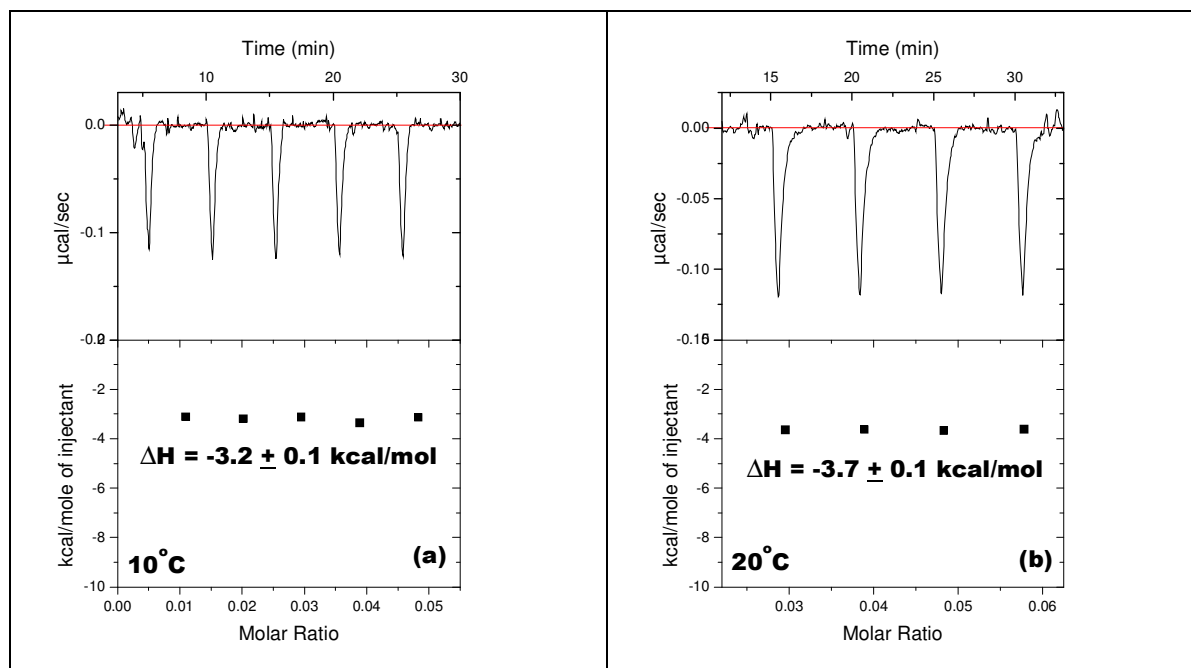 Time (min)
10 20 30
0.0
-0.1
-0.2
µcal/sec
-2
-4
-6
-8
-10
kcal/mole of injectant
ΔH = -3.2 ± 0.1 kcal/mol
10°C (a)
0.00 0.01 0.02 0.03 0.04 0.05
Molar Ratio
Time (min)
15 20 25 30
0.00
-0.05
-0.10
-0.15
µcal/sec
-2
-4
-6
-8
-10
kcal/mole of injectant
ΔH = -3.7 ± 0.1 kcal/mol
20°C (b)
0.03 0.04 0.05 0.06
Molar Ratio